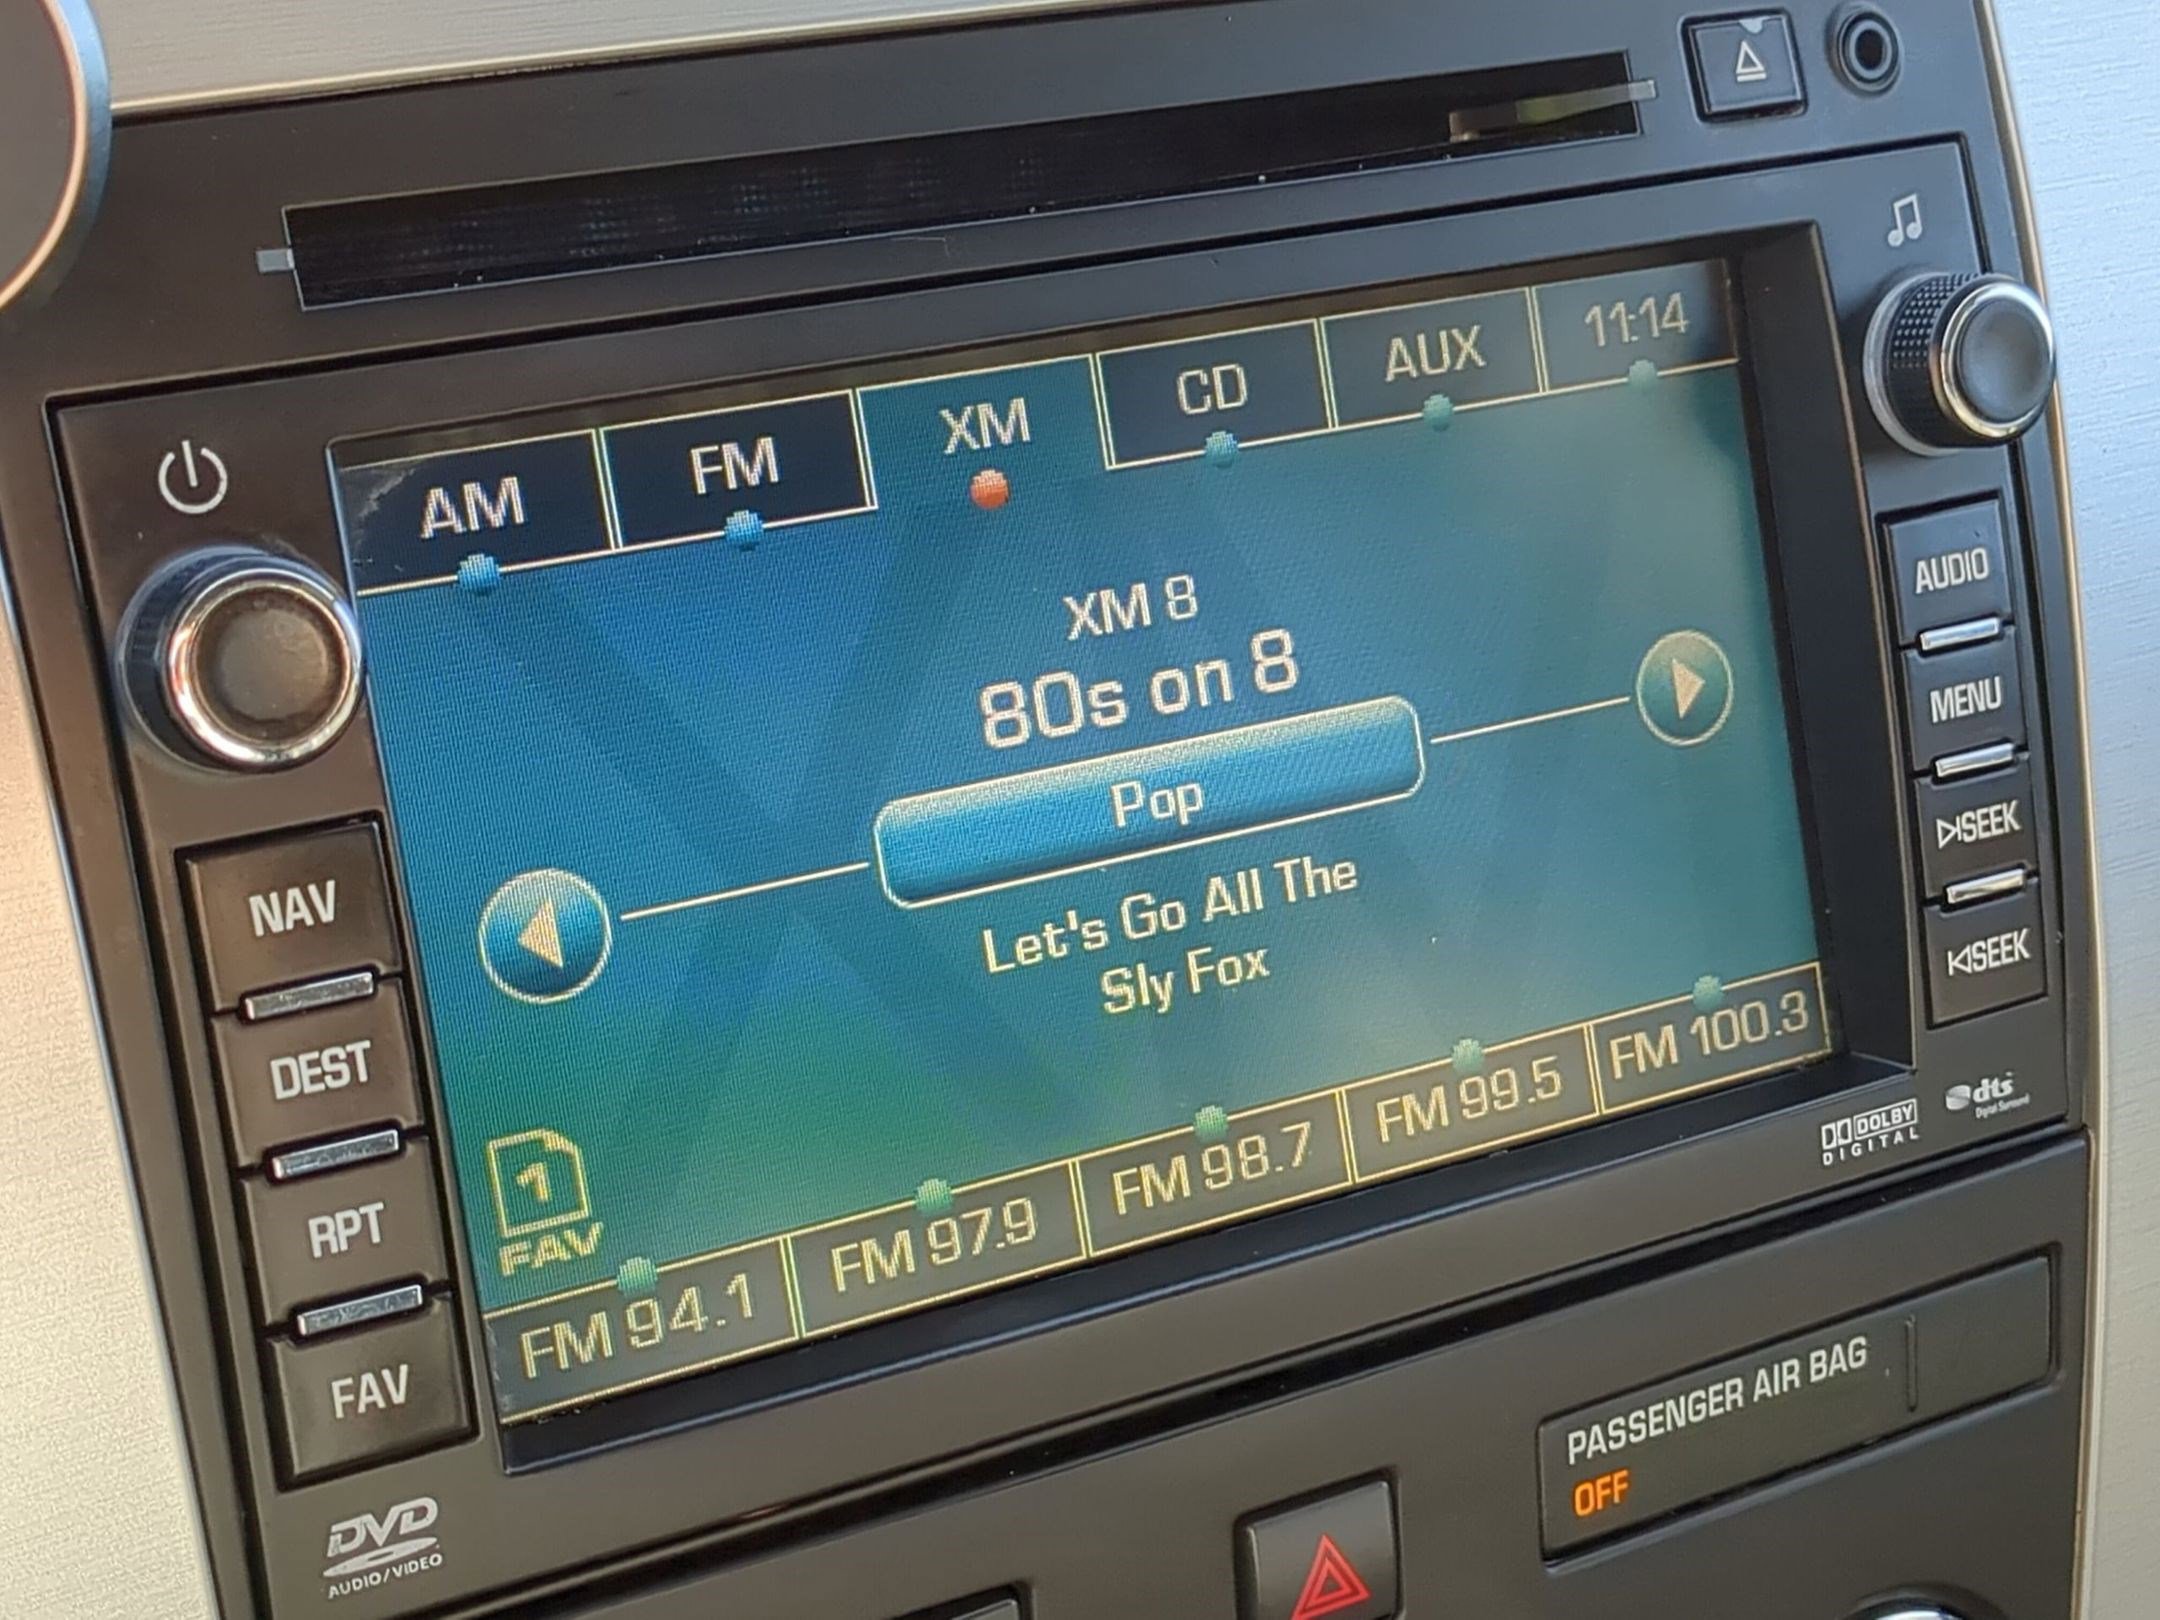 AM FM XM CD AUX 11:14
XM 8
80s on 8
Pop
Let's Go All The
Sly Fox
1
FAV
FM 94.1 FM 97.9 FM 98.7 FM 99.5 FM 100.3
NAV
DEST
RPT
FAV
AUDIO
MENU
SEEK
SEEK
DOLBY
DIGITAL
dts
Digital Surround
DVD
AUDIO/VIDEO
PASSENGER AIR BAG
OFF